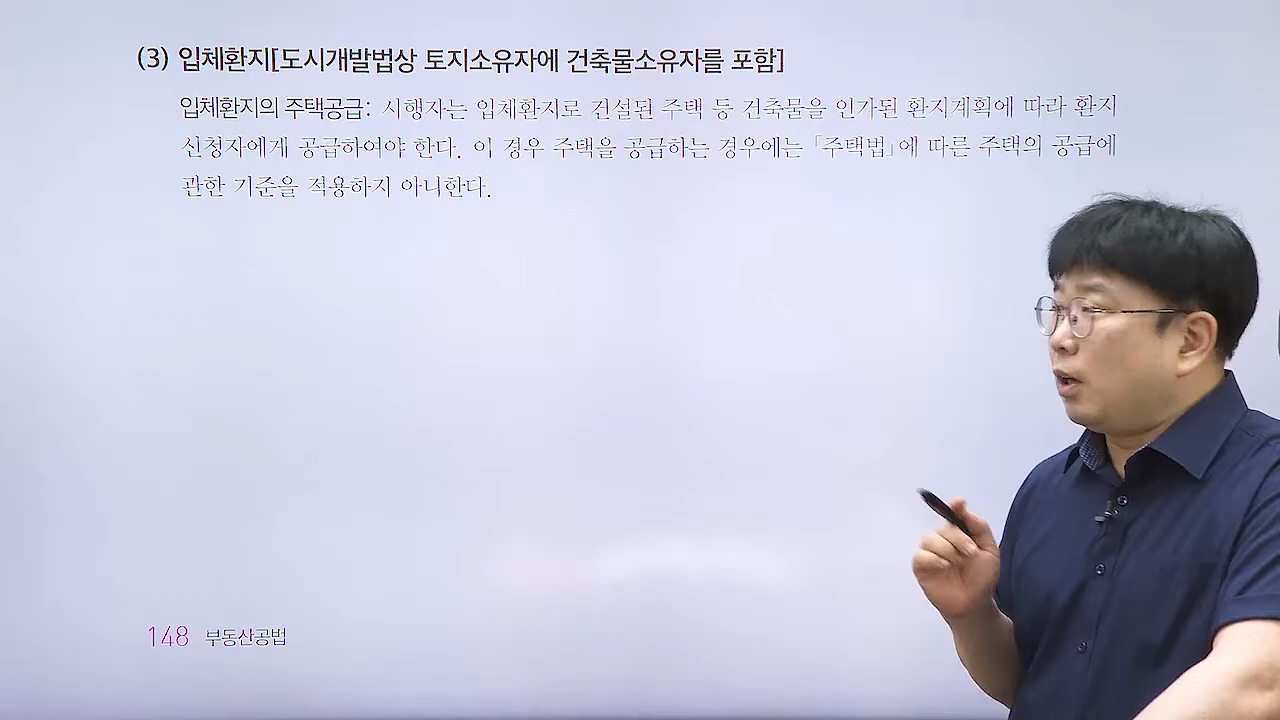 (3) 입체환지[도시개발법상 토지소유자에 건축물소유자를 포함]
입체환지의 주택공급: 시행자는 입체환지로 건설된 주택 등 건축물을 인가된 환지계획에 따라 환지
신청자에게 공급하여야 한다. 이 경우 주택을 공급하는 경우에는 「주택법」에 따른 주택의 공급에
관한 기준을 적용하지 아니한다.
148 부동산공법